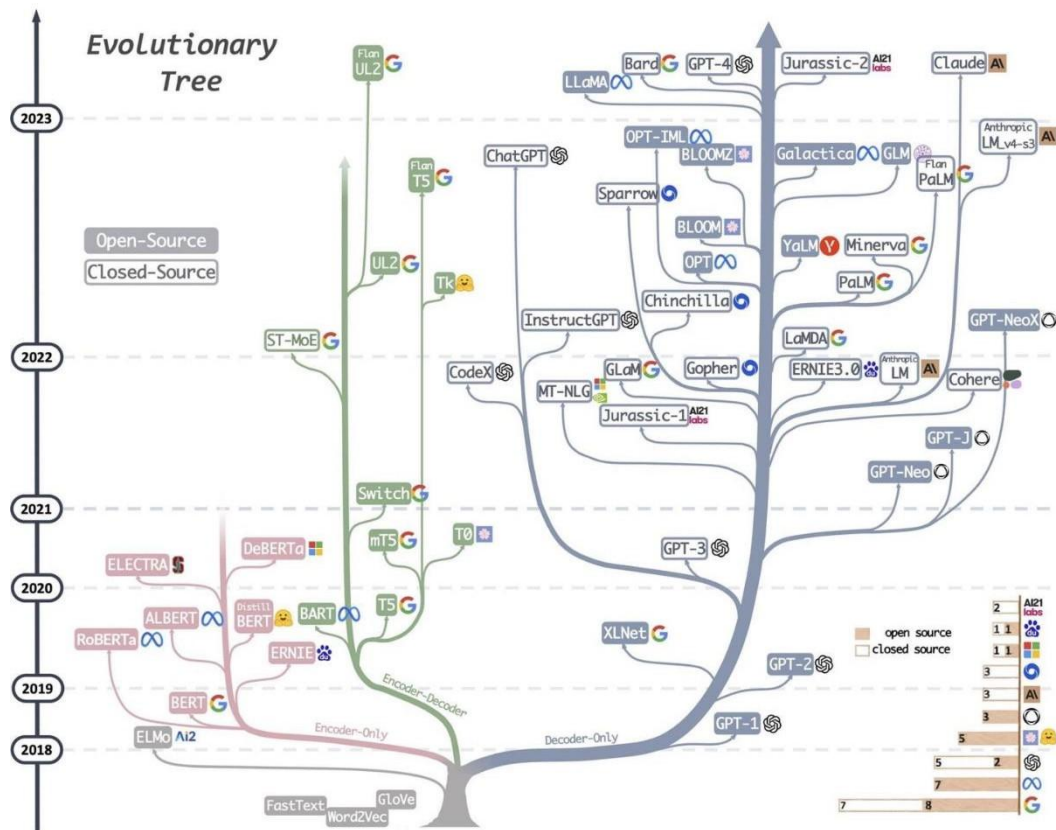 Evolutionary
Tree
2023
2022
2021
2020
2019
2018
Open-Source
Closed-Source
Flan
UL2
Flan
T5
UL2
Tk
ST-MoE
Switch
mT5
T0
DeBERTa
ELECTRA
BART
T5
ALBERT
Distill
BERT
RoBERTa
ERNIE
BERT
Encoder-Decoder
Encoder-Only
Decoder-Only
ELMo
Ai2
FastText
GloVe
Word2Vec
Bard
GPT-4
Jurassic-2
AI21
labs
Claude
A\
LLaMA
OPT-IML
BLOOMZ
Galactica
GLM
Anthropic
LM_v4-s3
A\
ChatGPT
Flan
PaLM
Sparrow
BLOOM
YaLM
Y
Minerva
OPT
PaLM
Chinchilla
InstructGPT
GPT-NeoX
LaMDA
CodeX
GLaM
Gopher
ERNIE3.0
du
Anthropic
LM
A\
Cohere
MT-NLG
Jurassic-1
AI21
labs
GPT-J
GPT-Neo
GPT-3
XLNet
GPT-2
GPT-1
open source
closed source
2
AI21
labs
1 1
du
1 1
3
3
A\
3
5
5 2
7
7 8